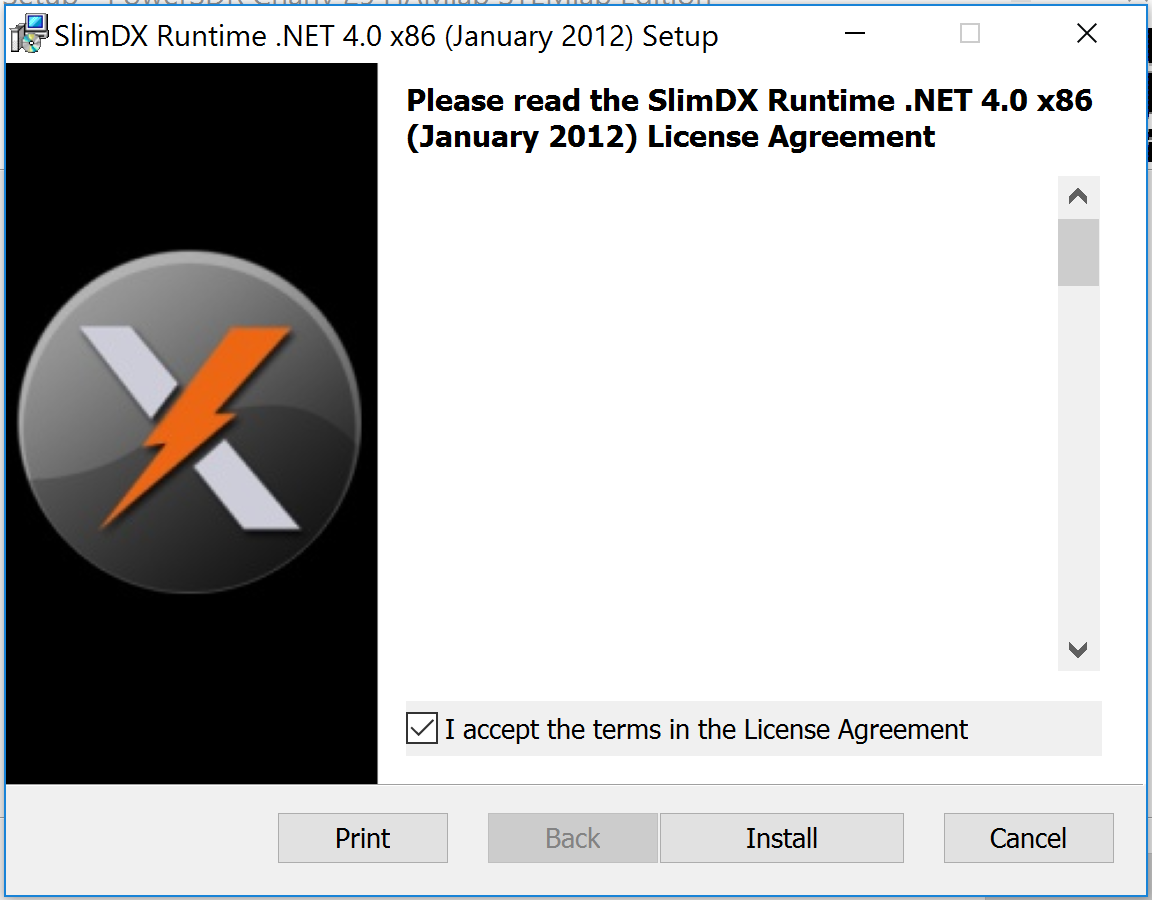 SlimDX Runtime .NET 4.0 x86 (January 2012) Setup
Please read the SlimDX Runtime .NET 4.0 x86
(January 2012) License Agreement
I accept the terms in the License Agreement
Print
Back
Install
Cancel